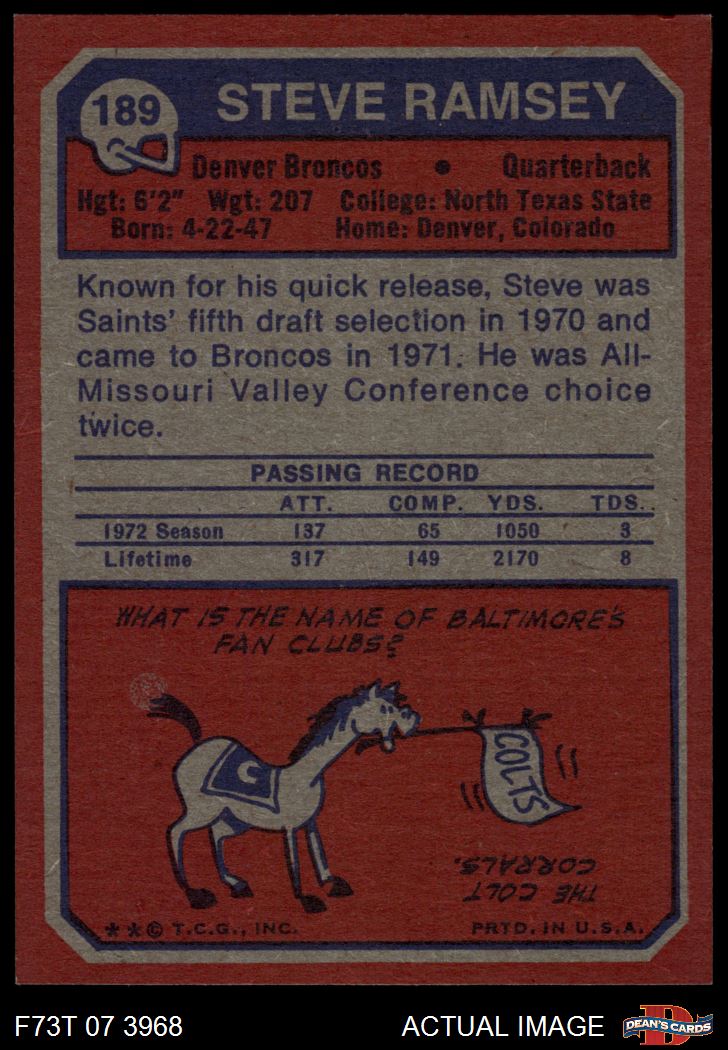 189
STEVE RAMSEY
Denver Broncos • Quarterback
Hgt: 6'2" Wgt: 207 College: North Texas State
Born: 4-22-47 Home: Denver, Colorado
Known for his quick release, Steve was
Saints' fifth draft selection in 1970 and
came to Broncos in 1971. He was All-
Missouri Valley Conference choice
twice.
PASSING RECORD
ATT. COMP. YDS. TDS.
1972 Season 137 65 1050 3
Lifetime 317 149 2170 8
WHAT IS THE NAME OF BALTIMORE'S
FAN CLUBS?
C
COLTS
THE COLT
CORRALS.
**© T.C.G., INC. PRTD. IN U.S.A.
F73T 07 3968 ACTUAL IMAGE
D
DEAN'S CARDS